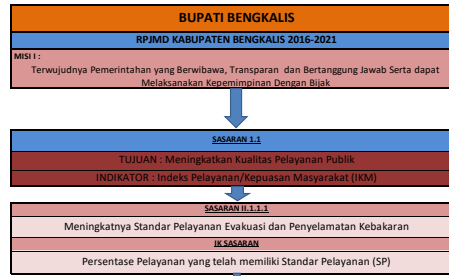 BUPATI BENGKALIS
RPJMD KABUPATEN BENGKALIS 2016-2021
MISI I :
Terwujudnya Pemerintahan yang Berwibawa, Transparan dan Bertanggung Jawab Serta dapat
Melaksanakan Kepemimpinan Dengan Bijak
SASARAN 1.1
TUJUAN : Meningkatkan Kualitas Pelayanan Publik
INDIKATOR : Indeks Pelayanan/Kepuasan Masyarakat (IKM)
SASARAN II.1.1.1
Meningkatnya Standar Pelayanan Evakuasi dan Penyelamatan Kebakaran
IK SASARAN
Persentase Pelayanan yang telah memiliki Standar Pelayanan (SP)